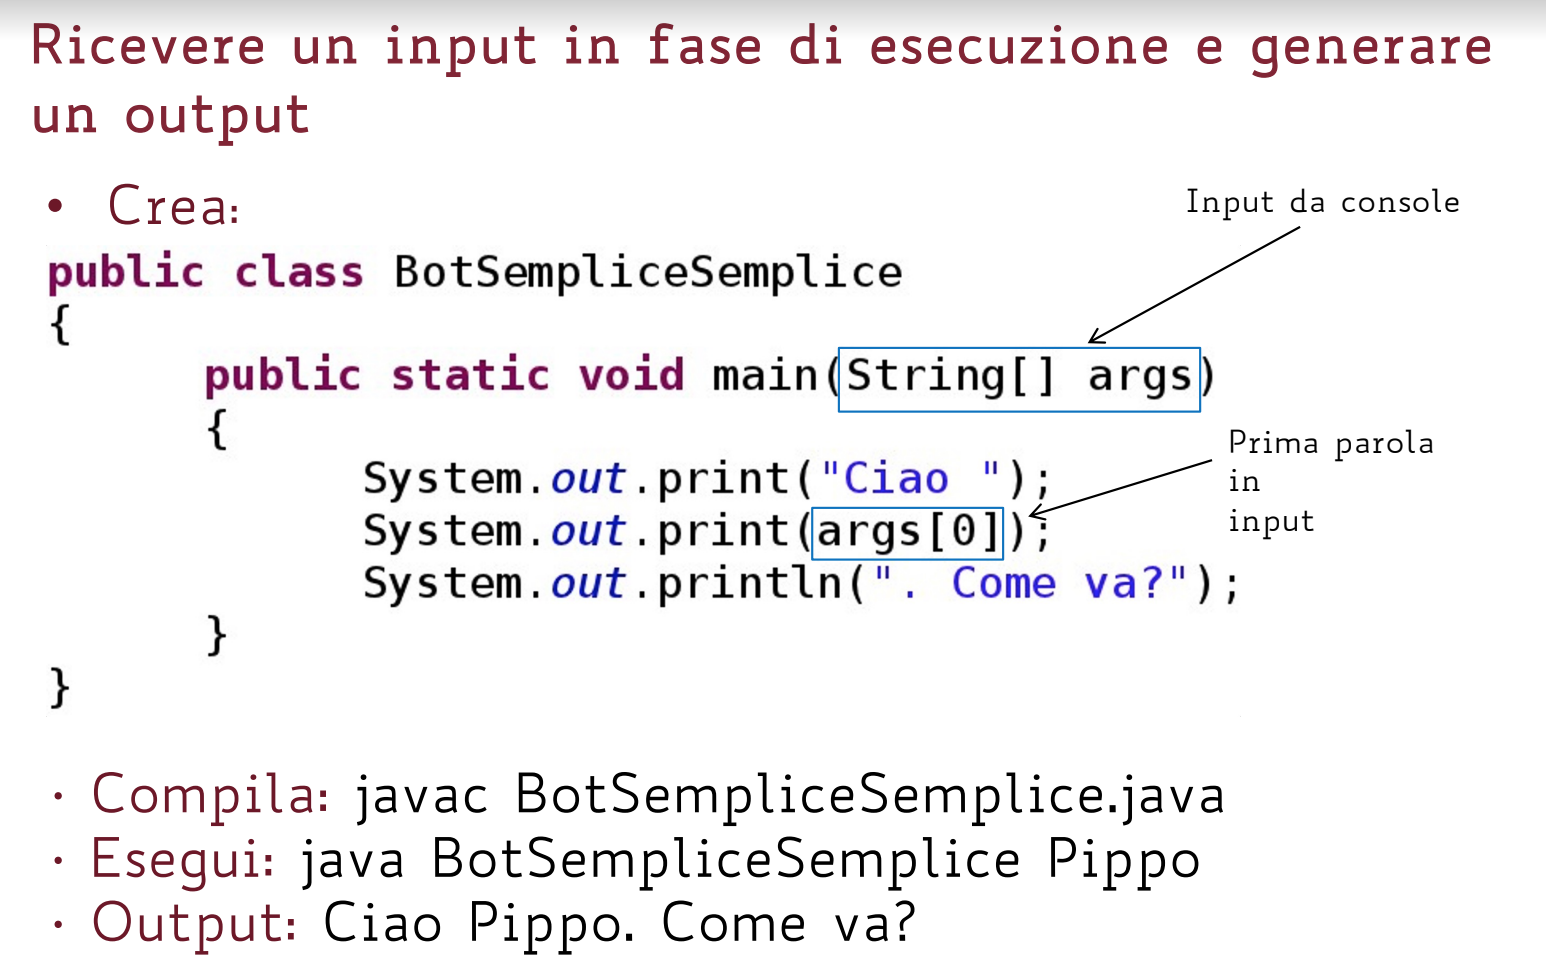 Ricevere un input in fase di esecuzione e generare
un output
• Crea:
Input da console
public class BotSempliceSemplice
{
public static void main(String[] args)
{
System.out.print("Ciao ");
System.out.print(args[0]);
System.out.println(". Come va?");
}
}
Prima parola
in
input
· Compila: javac BotSempliceSemplice.java
· Esegui: java BotSempliceSemplice Pippo
· Output: Ciao Pippo. Come va?